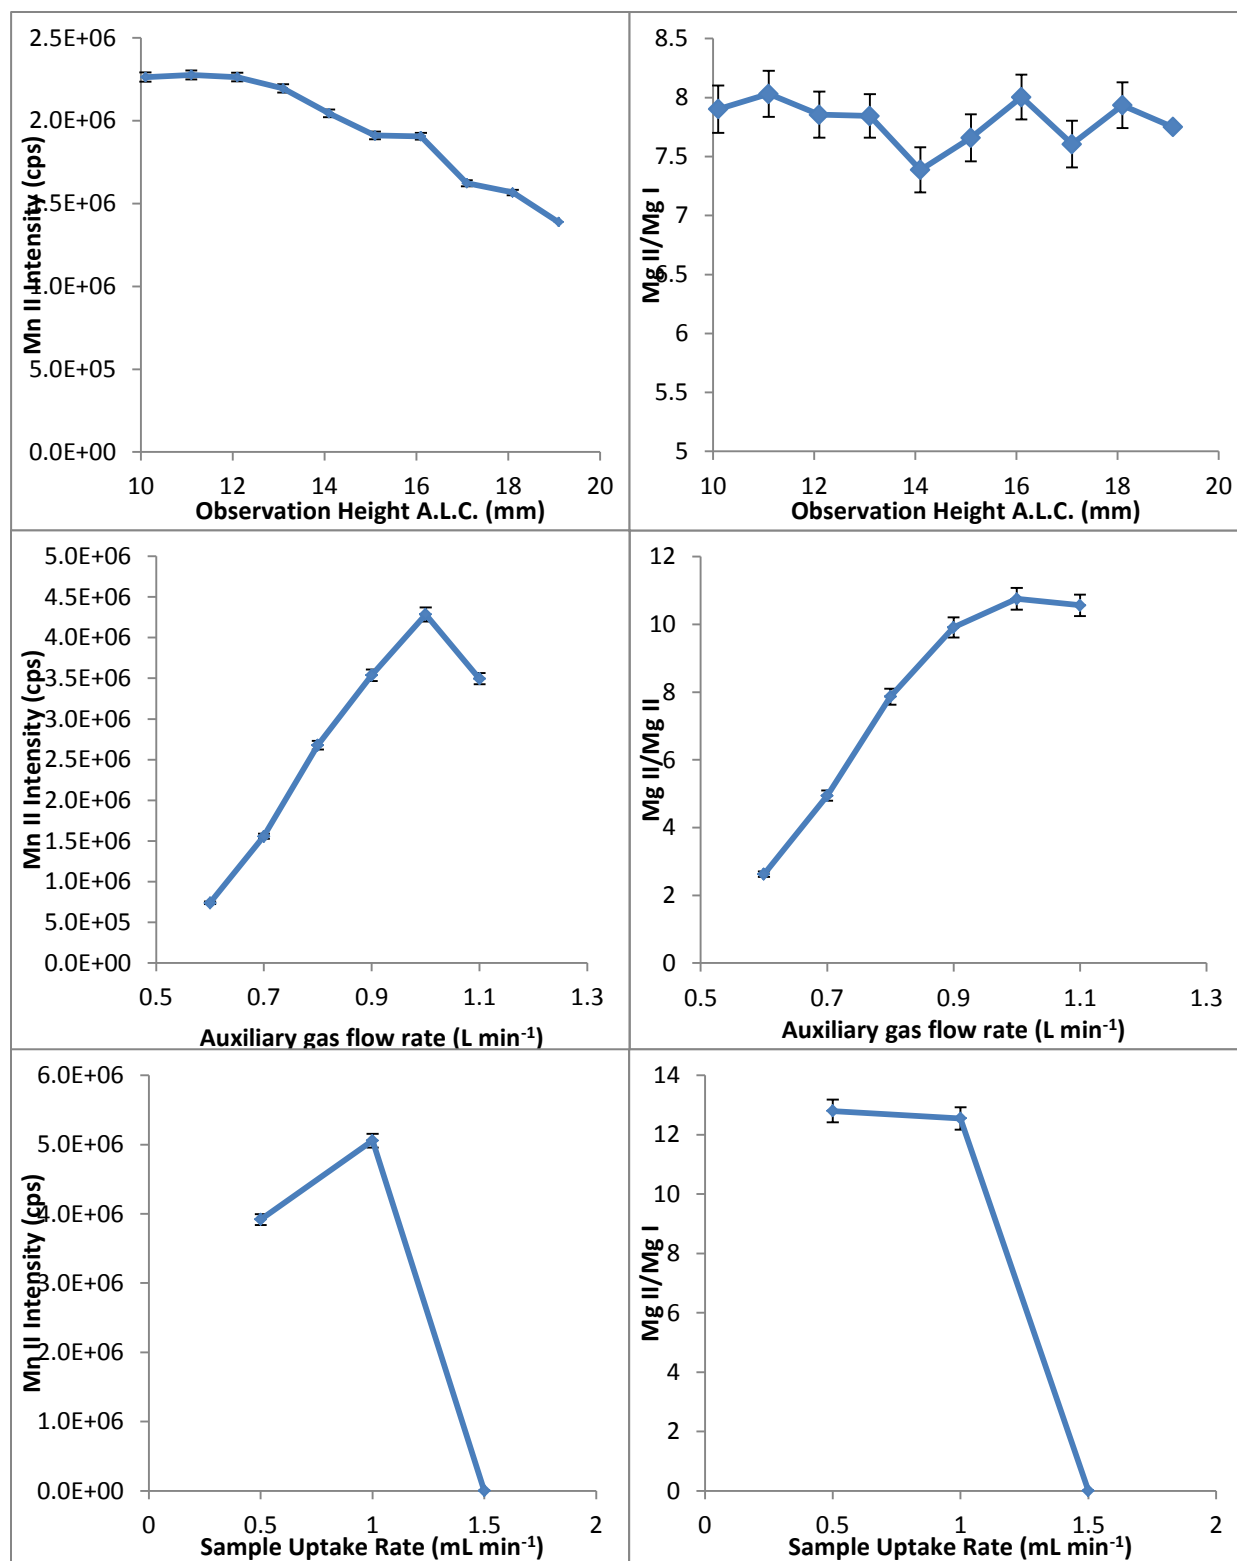 2.5E+06
2.0E+06
1.5E+06
1.0E+06
5.0E+05
0.0E+00
Mn II Intensity (cps)
10 12 14 16 18 20
Observation Height A.L.C. (mm)
8.5
8
7.5
7
6.5
6
5.5
5
Mg II/Mg I
10 12 14 16 18 20
Observation Height A.L.C. (mm)
5.0E+06
4.5E+06
4.0E+06
3.5E+06
3.0E+06
2.5E+06
2.0E+06
1.5E+06
1.0E+06
5.0E+05
0.0E+00
Mn II Intensity (cps)
0.5 0.7 0.9 1.1 1.3
Auxiliary gas flow rate (L min⁻¹)
12
10
8
6
4
2
0
Mg II/Mg II
0.5 0.7 0.9 1.1 1.3
Auxiliary gas flow rate (L min⁻¹)
6.0E+06
5.0E+06
4.0E+06
3.0E+06
2.0E+06
1.0E+06
0.0E+00
Mn II Intensity (cps)
0 0.5 1 1.5 2
Sample Uptake Rate (mL min⁻¹)
14
12
10
8
6
4
2
0
Mg II/Mg I
0 0.5 1 1.5 2
Sample Uptake Rate (mL min⁻¹)